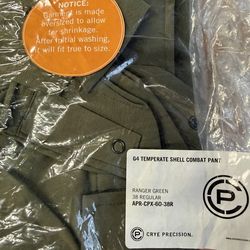 NOTICE:
Garment is made
oversized to allow
for shrinkage.
After initial washing,
it will fit true to size.
G4 TEMPERATE SHELL COMBAT PANT
RANGER GREEN
38 REGULAR
APR-CPX-60-38R
CRYE PRECISION.